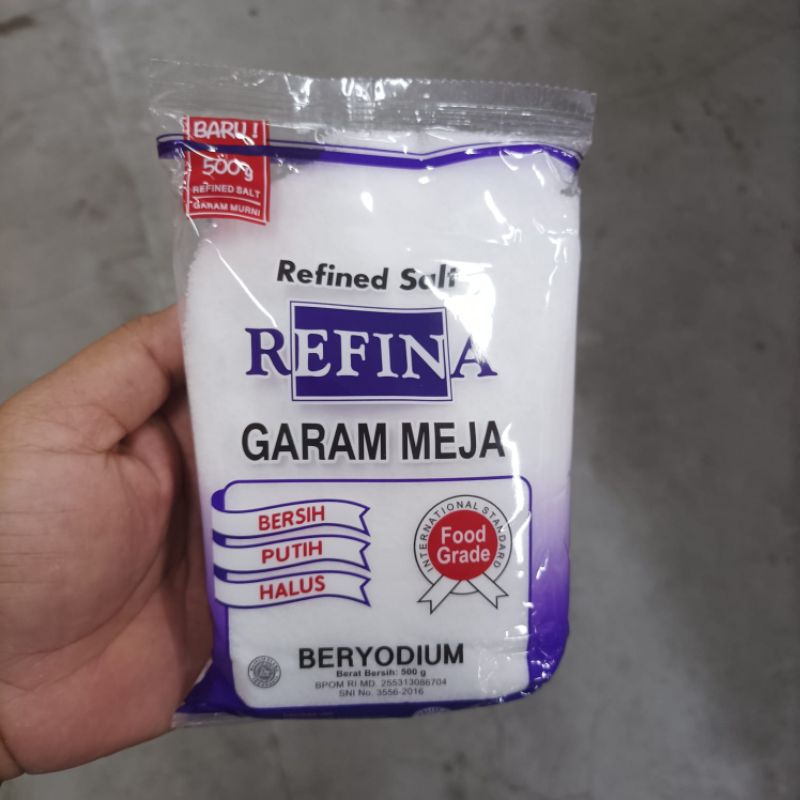 BARU !
500g
REFINED SALT
GARAM MURNI
Refined Salt
REFINA
GARAM MEJA
BERSIH
PUTIH
HALUS
INTERNATIONAL STANDARD
Food
Grade
BERYODIUM
Berat Bersih: 500 g
BPOM RI MD. 255313086704
SNI No. 3556-2016